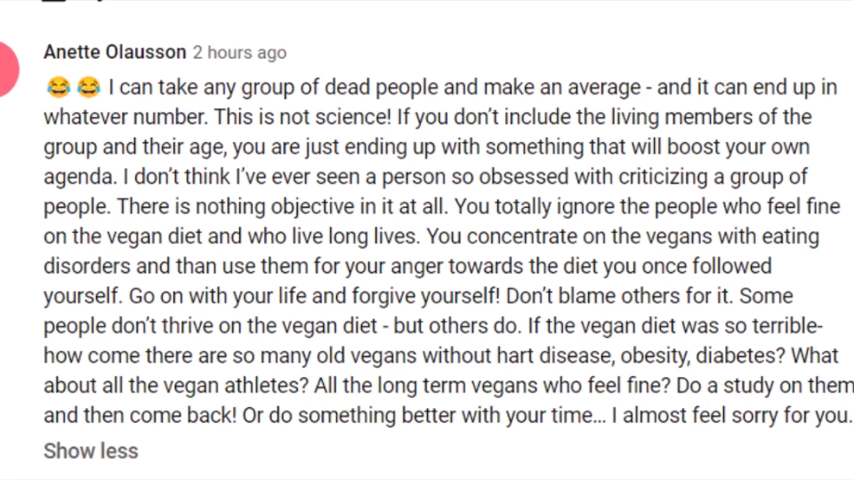 Anette Olausson 2 hours ago
😂😂 I can take any group of dead people and make an average - and it can end up in
whatever number. This is not science! If you don't include the living members of the
group and their age, you are just ending up with something that will boost your own
agenda. I don't think I've ever seen a person so obsessed with criticizing a group of
people. There is nothing objective in it at all. You totally ignore the people who feel fine
on the vegan diet and who live long lives. You concentrate on the vegans with eating
disorders and than use them for your anger towards the diet you once followed
yourself. Go on with your life and forgive yourself! Don't blame others for it. Some
people don't thrive on the vegan diet - but others do. If the vegan diet was so terrible-
how come there are so many old vegans without hart disease, obesity, diabetes? What
about all the vegan athletes? All the long term vegans who feel fine? Do a study on them
and then come back! Or do something better with your time... I almost feel sorry for you.
Show less